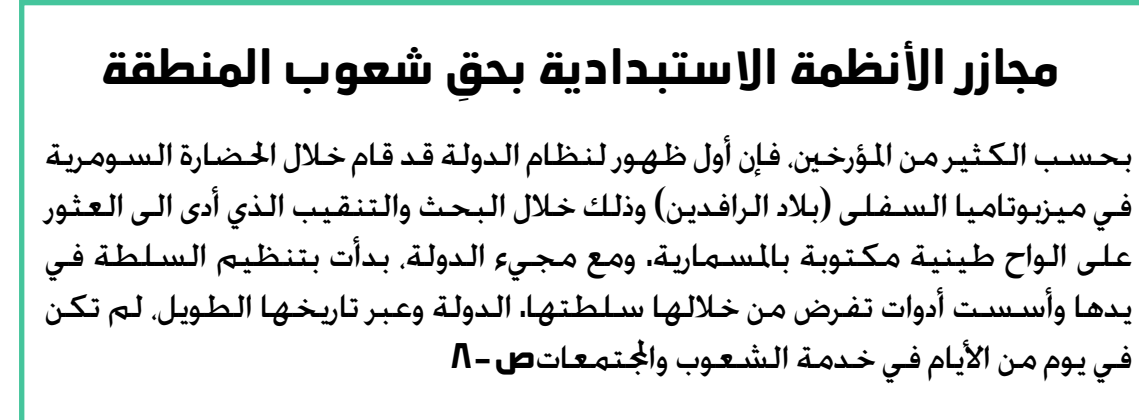 مجازر الأنظمة الاستبدادية بحقِ شعوب المنطقة
بحسب الكثير من المؤرخين، فإن أول ظهور لنظام الدولة قد قام خلال الحضارة السومرية
في ميزبوتاميا السفلى (بلاد الرافدين) وذلك خلال البحث والتنقيب الذي أدى الى العثور
على الواح طينية مكتوبة بالمسمارية. ومع مجيء الدولة، بدأت بتنظيم السلطة في
يدها وأسست أدوات تفرض من خلالها سلطتها. الدولة وعبر تاريخها الطويل، لم تكن
في يوم من الأيام في خدمة الشعوب والمجتمعات ص-٨